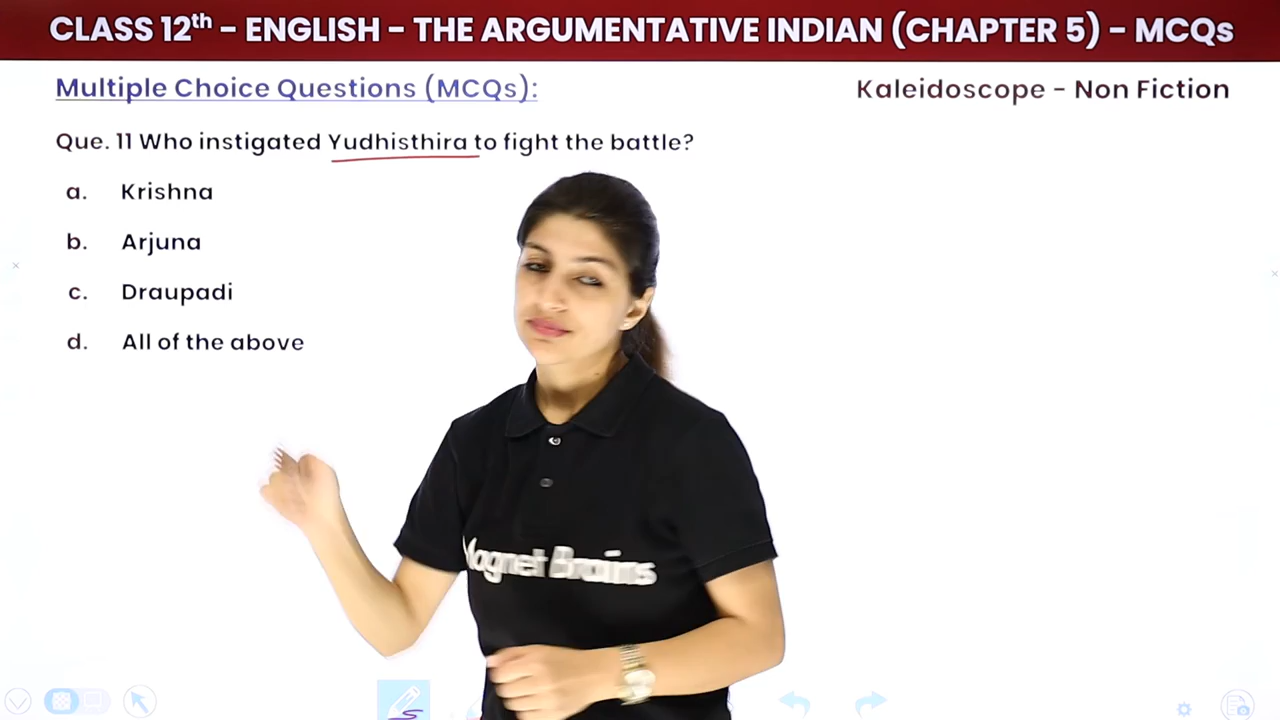 CLASS 12th - ENGLISH - THE ARGUMENTATIVE INDIAN (CHAPTER 5) - MCQs
Multiple Choice Questions (MCQs):
Kaleidoscope - Non Fiction
Que. 11 Who instigated Yudhisthira to fight the battle?
a. Krishna
b. Arjuna
c. Draupadi
d. All of the above
Magnet Brains